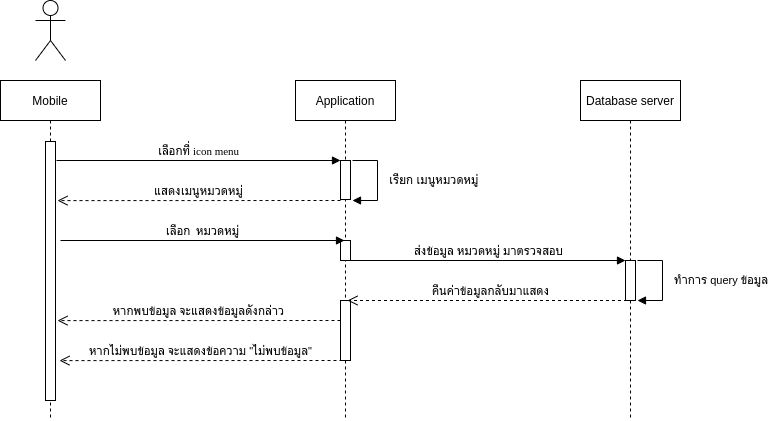 Mobile
Application
Database server
เลือกที่ icon menu
เรียก เมนูหมวดหมู่
แสดงเมนูหมวดหมู่
เลือก หมวดหมู่
ส่งข้อมูล หมวดหมู่ มาตรวจสอบ
ทำการ query ข้อมูล
คืนค่าข้อมูลกลับมาแสดง
หากพบข้อมูล จะแสดงข้อมูลดังกล่าว
หากไม่พบข้อมูล จะแสดงข้อความ "ไม่พบข้อมูล"